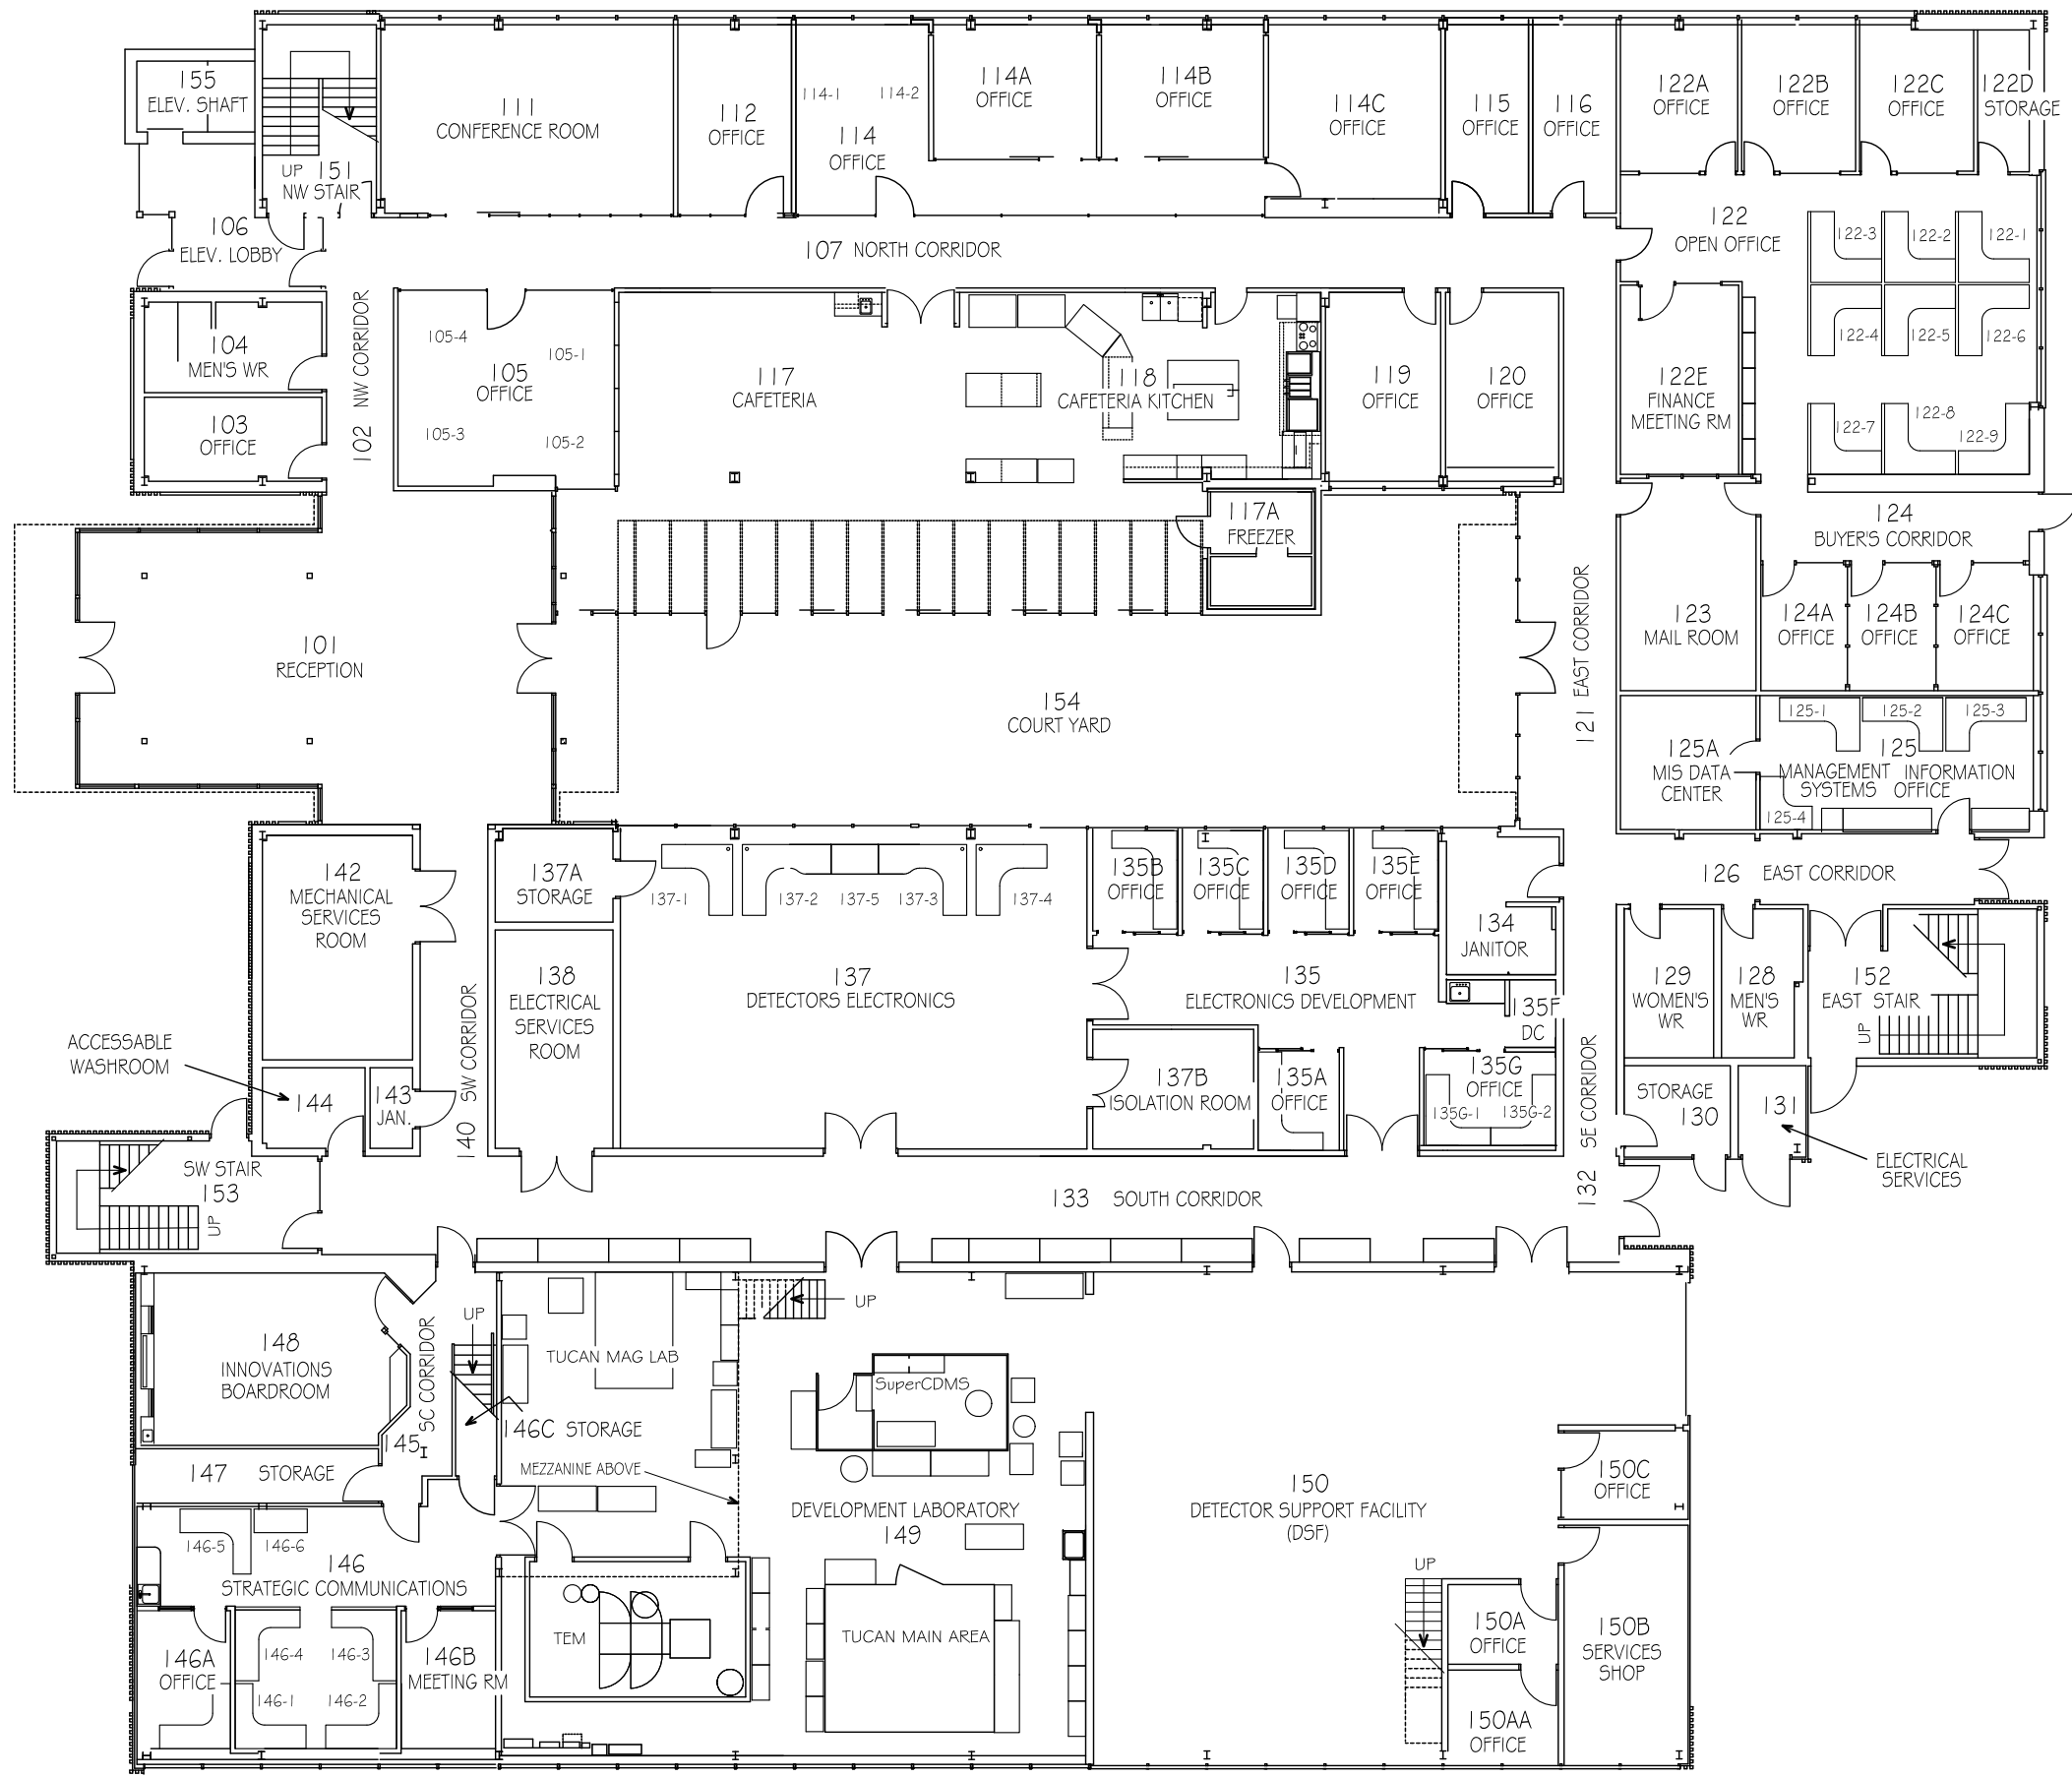 155
ELEV. SHAFT
UP 151
NW STAIR
111
CONFERENCE ROOM
112
OFFICE
114-1
114-2
114
OFFICE
114A
OFFICE
114B
OFFICE
114C
OFFICE
115
OFFICE
116
OFFICE
122A
OFFICE
122B
OFFICE
122C
OFFICE
122D
STORAGE
106
ELEV. LOBBY
107 NORTH CORRIDOR
122
OPEN OFFICE
122-3
122-2
122-1
122-4
122-5
122-6
122-7
122-8
122-9
104
MEN'S WR
103
OFFICE
102 NW CORRIDOR
105-4
105-1
105
OFFICE
105-3
105-2
117
CAFETERIA
118
CAFETERIA KITCHEN
119
OFFICE
120
OFFICE
122E
FINANCE
MEETING RM
117A
FREEZER
124
BUYER'S CORRIDOR
101
RECEPTION
154
COURT YARD
121 EAST CORRIDOR
123
MAIL ROOM
124A
OFFICE
124B
OFFICE
124C
OFFICE
125A
MIS DATA
CENTER
125-1
125-2
125-3
125
MANAGEMENT INFORMATION
SYSTEMS OFFICE
125-4
142
MECHANICAL
SERVICES
ROOM
137A
STORAGE
137-1
137-2
137-5
137-3
137-4
135B
OFFICE
135C
OFFICE
135D
OFFICE
135E
OFFICE
134
JANITOR
126 EAST CORRIDOR
138
ELECTRICAL
SERVICES
ROOM
137
DETECTORS ELECTRONICS
135
ELECTRONICS DEVELOPMENT
135F
DC
129
WOMEN'S
WR
128
MEN'S
WR
152
EAST STAIR
UP
ACCESSABLE
WASHROOM
144
143
JAN.
140 SW CORRIDOR
137B
ISOLATION ROOM
135A
OFFICE
135G
OFFICE
135G-1
135G-2
132 SE CORRIDOR
STORAGE
130
131
ELECTRICAL
SERVICES
SW STAIR
153
UP
133 SOUTH CORRIDOR
148
INNOVATIONS
BOARDROOM
145 SC CORRIDOR
UP
TUCAN MAG LAB
UP
SuperCDMS
146C STORAGE
147 STORAGE
MEZZANINE ABOVE
DEVELOPMENT LABORATORY
149
150
DETECTOR SUPPORT FACILITY
(DSF)
150C
OFFICE
146-5
146-6
146
STRATEGIC COMMUNICATIONS
146A
OFFICE
146-4
146-3
146-1
146-2
146B
MEETING RM
TEM
TUCAN MAIN AREA
UP
150A
OFFICE
150B
SERVICES
SHOP
150AA
OFFICE